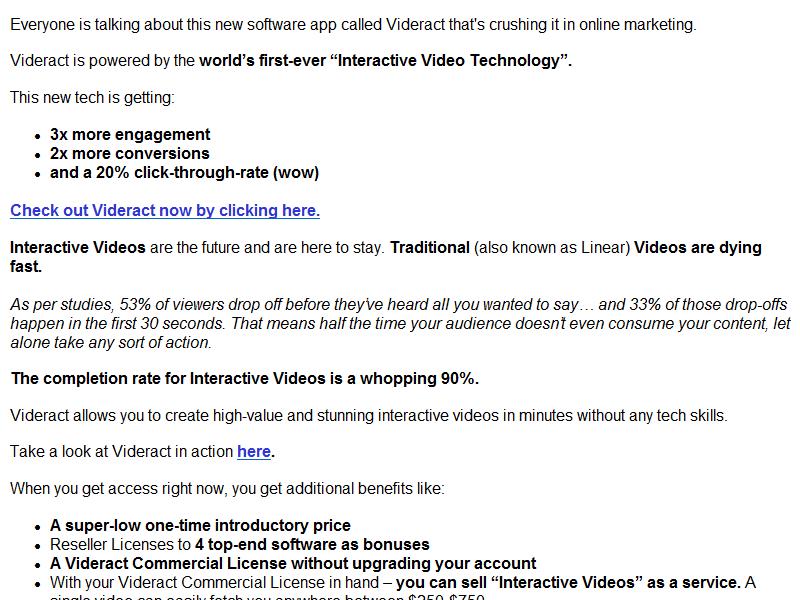 Everyone is talking about this new software app called Videract that's crushing it in online marketing.
Videract is powered by the world's first-ever “Interactive Video Technology”.
This new tech is getting:
• 3x more engagement
• 2x more conversions
• and a 20% click-through-rate (wow)
Check out Videract now by clicking here.
Interactive Videos are the future and are here to stay. Traditional (also known as Linear) Videos are dying
fast.
As per studies, 53% of viewers drop off before they've heard all you wanted to say… and 33% of those drop-offs
happen in the first 30 seconds. That means half the time your audience doesn't even consume your content, let
alone take any sort of action.
The completion rate for Interactive Videos is a whopping 90%.
Videract allows you to create high-value and stunning interactive videos in minutes without any tech skills.
Take a look at Videract in action here.
When you get access right now, you get additional benefits like:
• A super-low one-time introductory price
• Reseller Licenses to 4 top-end software as bonuses
• A Videract Commercial License without upgrading your account
• With your Videract Commercial License in hand – you can sell “Interactive Videos” as a service. A
single video can easily fetch you anywhere between $250-$750